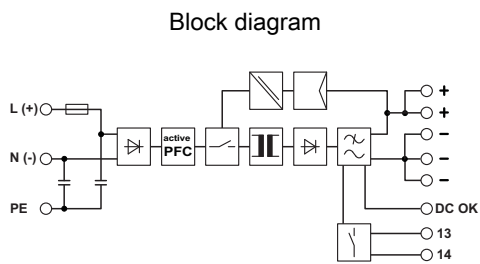 Block diagram
L (+)
N (-)
PE
active
PFC
+
+
−
−
−
DC OK
13
14